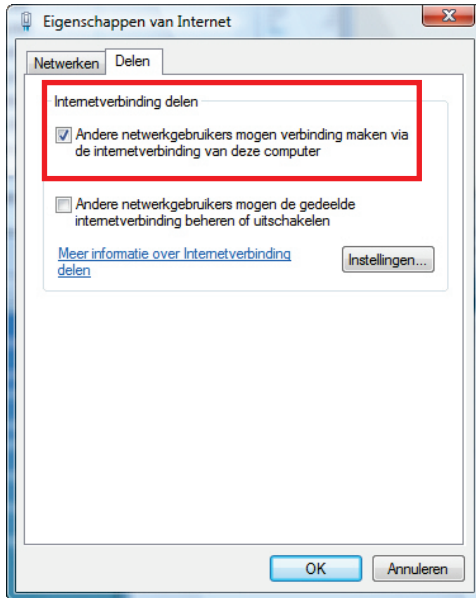 Eigenschappen van Internet
Netwerken Delen
Internetverbinding delen
Andere netwerkgebruikers mogen verbinding maken via
de internetverbinding van deze computer
Andere netwerkgebruikers mogen de gedeelde
internetverbinding beheren of uitschakelen
Meer informatie over Internetverbinding
delen
Instellingen...
OK Annuleren